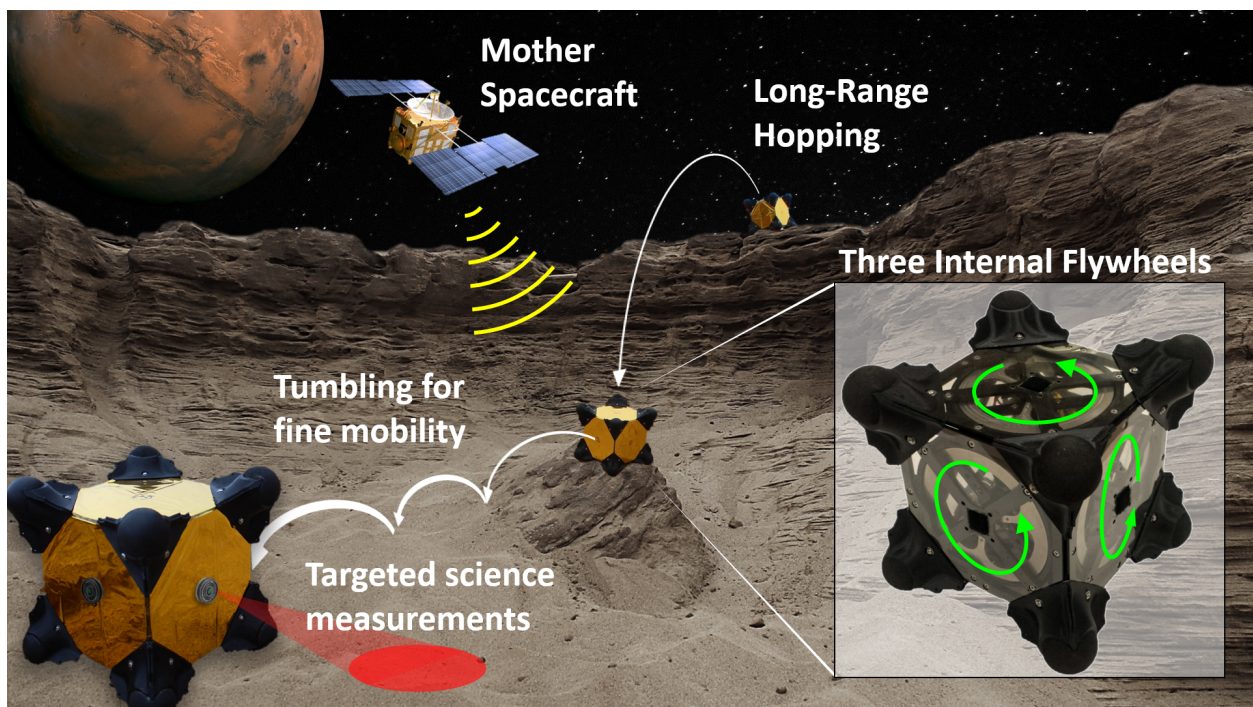 Mother
Spacecraft
Long-Range
Hopping
Three Internal Flywheels
Tumbling for
fine mobility
Targeted science
measurements